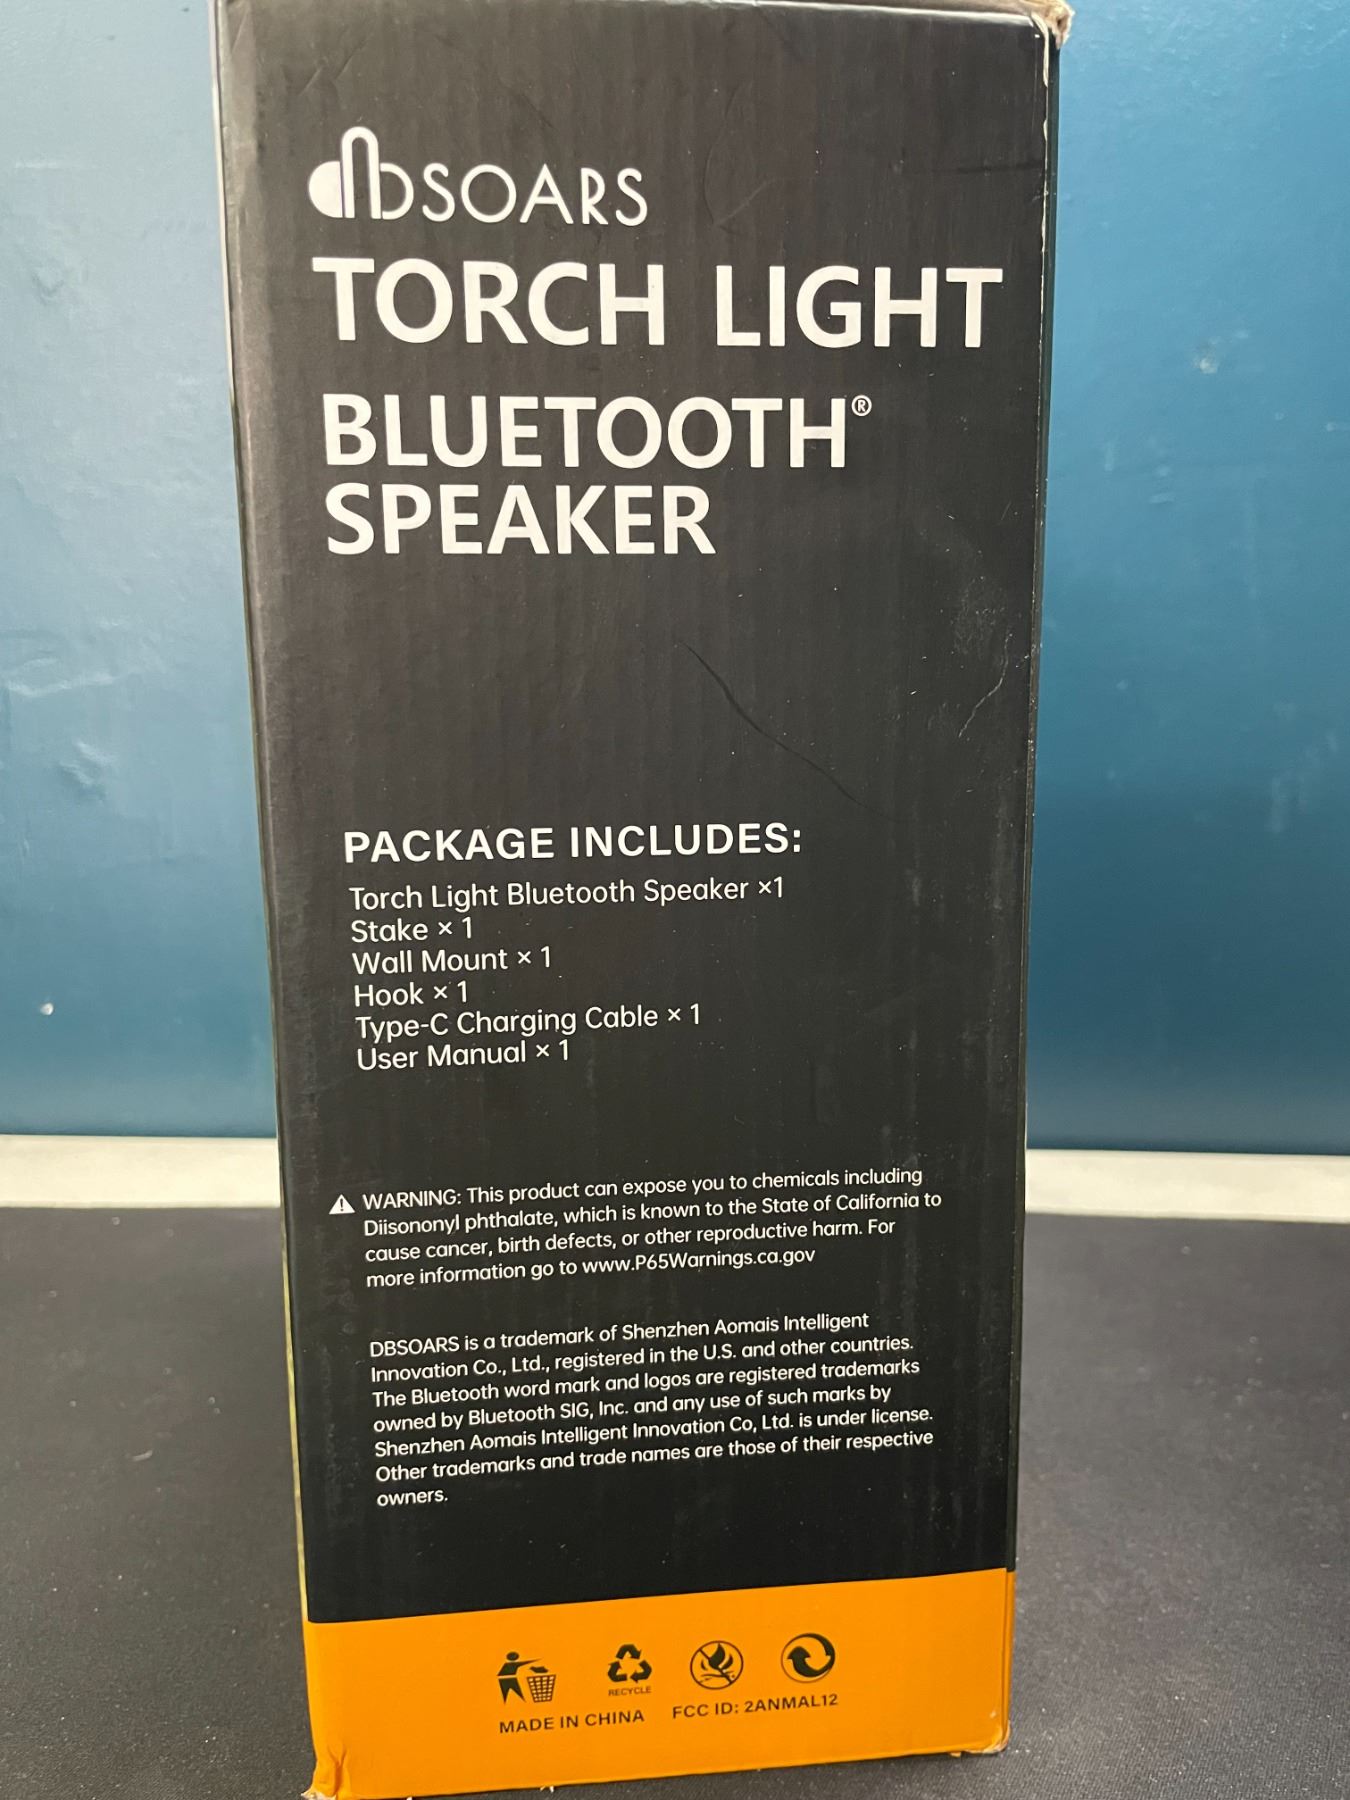 dbSOARS
TORCH LIGHT
BLUETOOTH®
SPEAKER
PACKAGE INCLUDES:
Torch Light Bluetooth Speaker ×1
Stake × 1
Wall Mount × 1
Hook × 1
Type-C Charging Cable × 1
User Manual × 1
WARNING: This product can expose you to chemicals including
Diisononyl phthalate, which is known to the State of California to
cause cancer, birth defects, or other reproductive harm. For
more information go to www.P65Warnings.ca.gov
DBSOARS is a trademark of Shenzhen Aomais Intelligent
Innovation Co., Ltd., registered in the U.S. and other countries.
The Bluetooth word mark and logos are registered trademarks
owned by Bluetooth SIG, Inc. and any use of such marks by
Shenzhen Aomais Intelligent Innovation Co, Ltd. is under license.
Other trademarks and trade names are those of their respective
owners.
RECYCLE
MADE IN CHINA FCC ID: 2ANMAL12